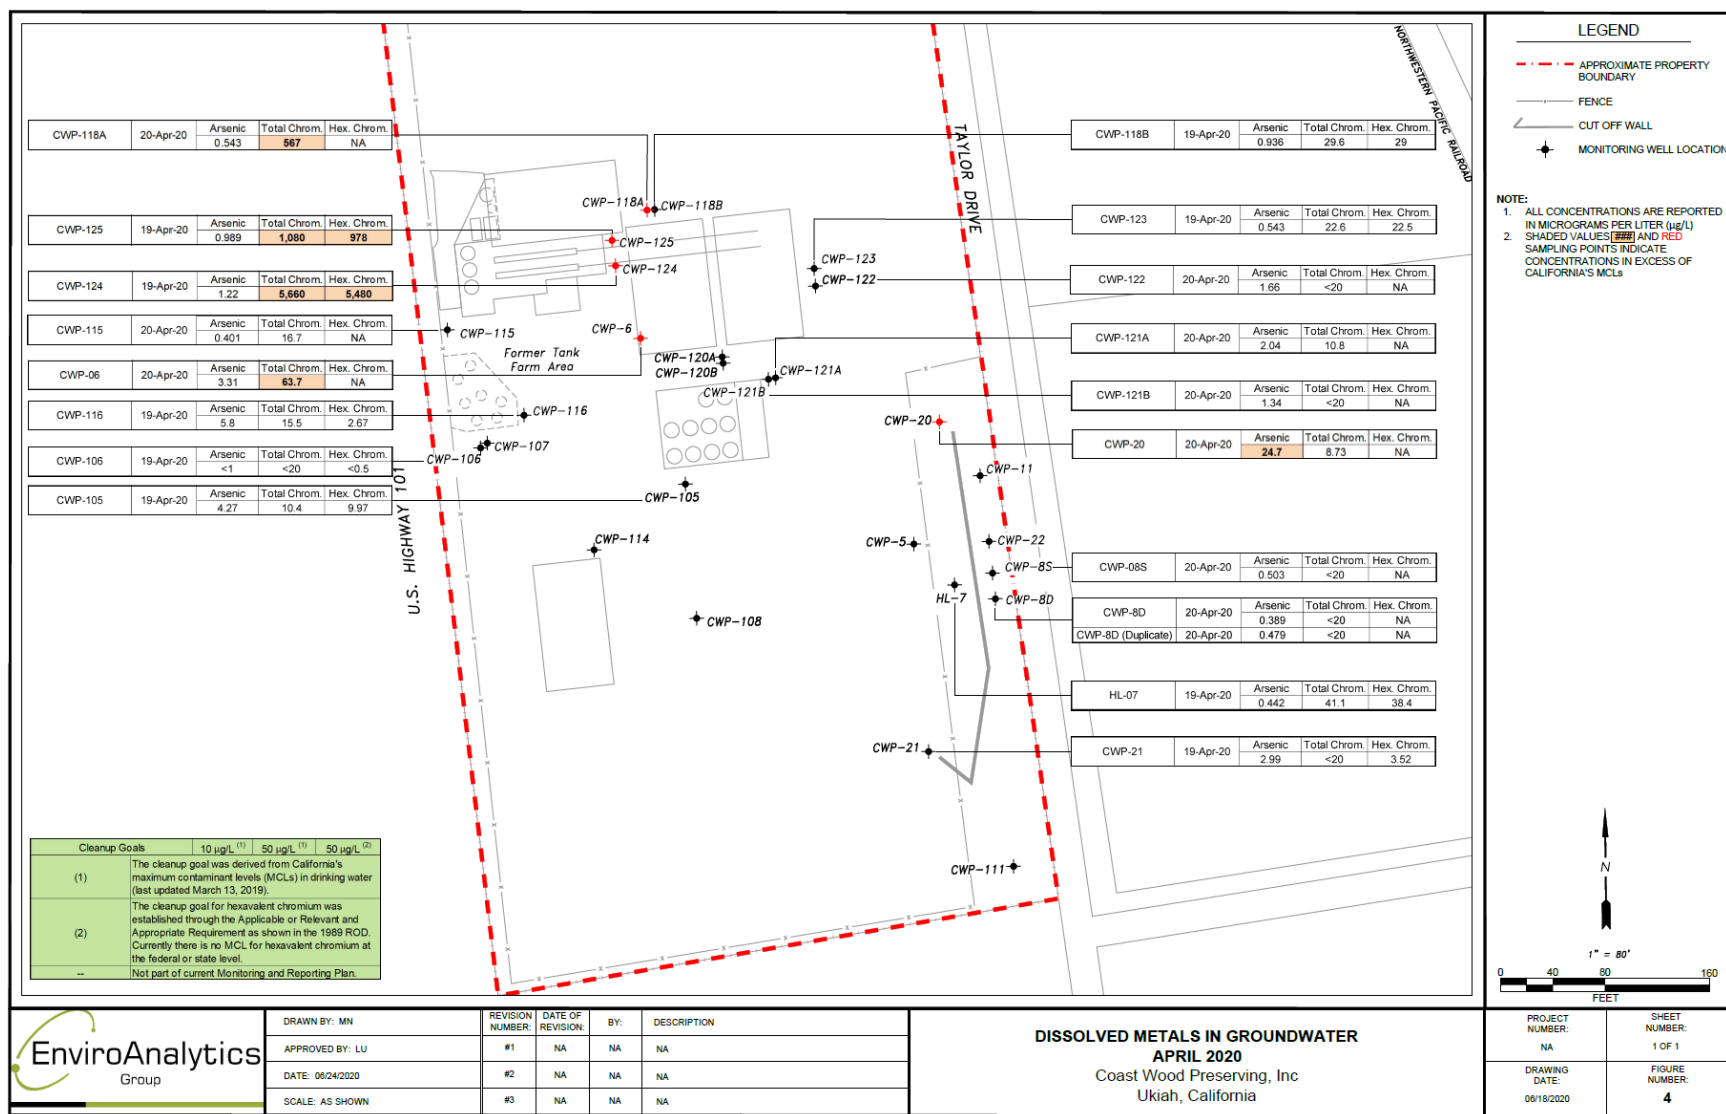 CWP-118A 20-Apr-20 Arsenic Total Chrom. Hex. Chrom.
0.543 567 NA
CWP-125 19-Apr-20 Arsenic Total Chrom. Hex. Chrom.
0.989 1,080 978
CWP-124 19-Apr-20 Arsenic Total Chrom. Hex. Chrom.
1.22 5,660 5,480
CWP-115 20-Apr-20 Arsenic Total Chrom. Hex. Chrom.
0.401 16.7 NA
CWP-06 20-Apr-20 Arsenic Total Chrom. Hex. Chrom.
3.31 63.7 NA
CWP-116 19-Apr-20 Arsenic Total Chrom. Hex. Chrom.
5.8 15.5 2.67
CWP-106 19-Apr-20 Arsenic Total Chrom. Hex. Chrom.
<1 <20 <0.5
CWP-105 19-Apr-20 Arsenic Total Chrom. Hex. Chrom.
4.27 10.4 9.97
CWP-118A
CWP-118B
CWP-125
CWP-124
CWP-123
CWP-122
CWP-115
CWP-6
Former Tank
Farm Area
CWP-120A
CWP-120B
CWP-121A
CWP-121B
CWP-116
CWP-107
CWP-106
CWP-20
CWP-11
CWP-105
CWP-114
CWP-5
CWP-22
CWP-8S
HL-7
CWP-8D
CWP-108
CWP-21
CWP-111
U.S. HIGHWAY 101
TAYLOR DRIVE
NORTHWESTERN PACIFIC RAILROAD
CWP-118B 19-Apr-20 Arsenic Total Chrom. Hex. Chrom.
0.936 29.6 29
CWP-123 19-Apr-20 Arsenic Total Chrom. Hex. Chrom.
0.543 22.6 22.5
CWP-122 20-Apr-20 Arsenic Total Chrom. Hex. Chrom.
1.66 <20 NA
CWP-121A 20-Apr-20 Arsenic Total Chrom. Hex. Chrom.
2.04 10.8 NA
CWP-121B 20-Apr-20 Arsenic Total Chrom. Hex. Chrom.
1.34 <20 NA
CWP-20 20-Apr-20 Arsenic Total Chrom. Hex. Chrom.
24.7 8.73 NA
CWP-08S 20-Apr-20 Arsenic Total Chrom. Hex. Chrom.
0.503 <20 NA
CWP-8D 20-Apr-20 Arsenic Total Chrom. Hex. Chrom.
0.389 <20 NA
CWP-8D (Duplicate) 20-Apr-20 0.479 <20 NA
HL-07 19-Apr-20 Arsenic Total Chrom. Hex. Chrom.
0.442 41.1 38.4
CWP-21 19-Apr-20 Arsenic Total Chrom. Hex. Chrom.
2.99 <20 3.52
Cleanup Goals 10 µg/L (1) 50 µg/L (1) 50 µg/L (2)
(1) The cleanup goal was derived from California's
maximum contaminant levels (MCLs) in drinking water
(last updated March 13, 2019).
(2) The cleanup goal for hexavalent chromium was
established through the Applicable or Relevant and
Appropriate Requirement as shown in the 1989 ROD.
Currently there is no MCL for hexavalent chromium at
the federal or state level.
-- Not part of current Monitoring and Reporting Plan.
LEGEND
APPROXIMATE PROPERTY
BOUNDARY
FENCE
CUT OFF WALL
MONITORING WELL LOCATION
NOTE:
1. ALL CONCENTRATIONS ARE REPORTED
IN MICROGRAMS PER LITER (µg/L)
2. SHADED VALUES ### AND RED
SAMPLING POINTS INDICATE
CONCENTRATIONS IN EXCESS OF
CALIFORNIA'S MCLs
N
1" = 80'
0 40 80 160
FEET
EnviroAnalytics
Group
DRAWN BY: MN
APPROVED BY: LU
DATE: 06/24/2020
SCALE: AS SHOWN
REVISION NUMBER: DATE OF REVISION: BY: DESCRIPTION
#1 NA NA NA
#2 NA NA NA
#3 NA NA NA
DISSOLVED METALS IN GROUNDWATER
APRIL 2020
Coast Wood Preserving, Inc
Ukiah, California
PROJECT NUMBER:
NA
SHEET NUMBER:
1 OF 1
DRAWING DATE:
06/18/2020
FIGURE NUMBER:
4